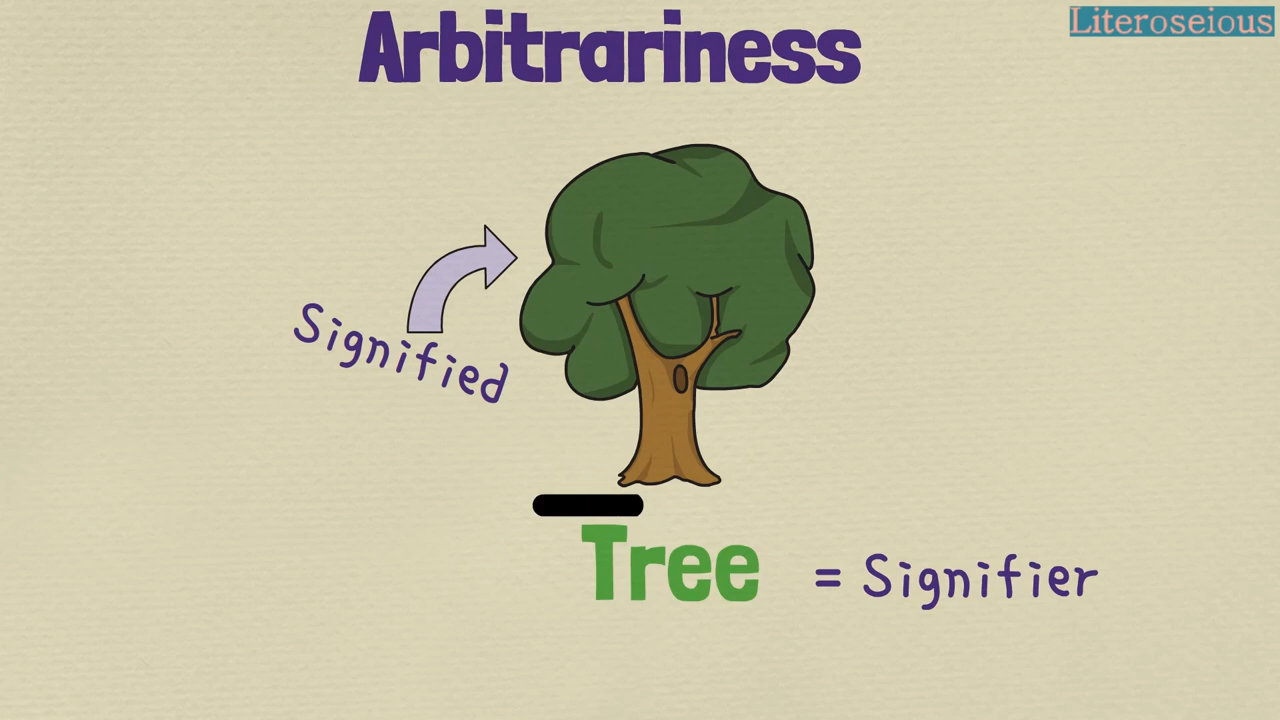 Arbitrariness
Literoseious
Signified
Tree = Signifier